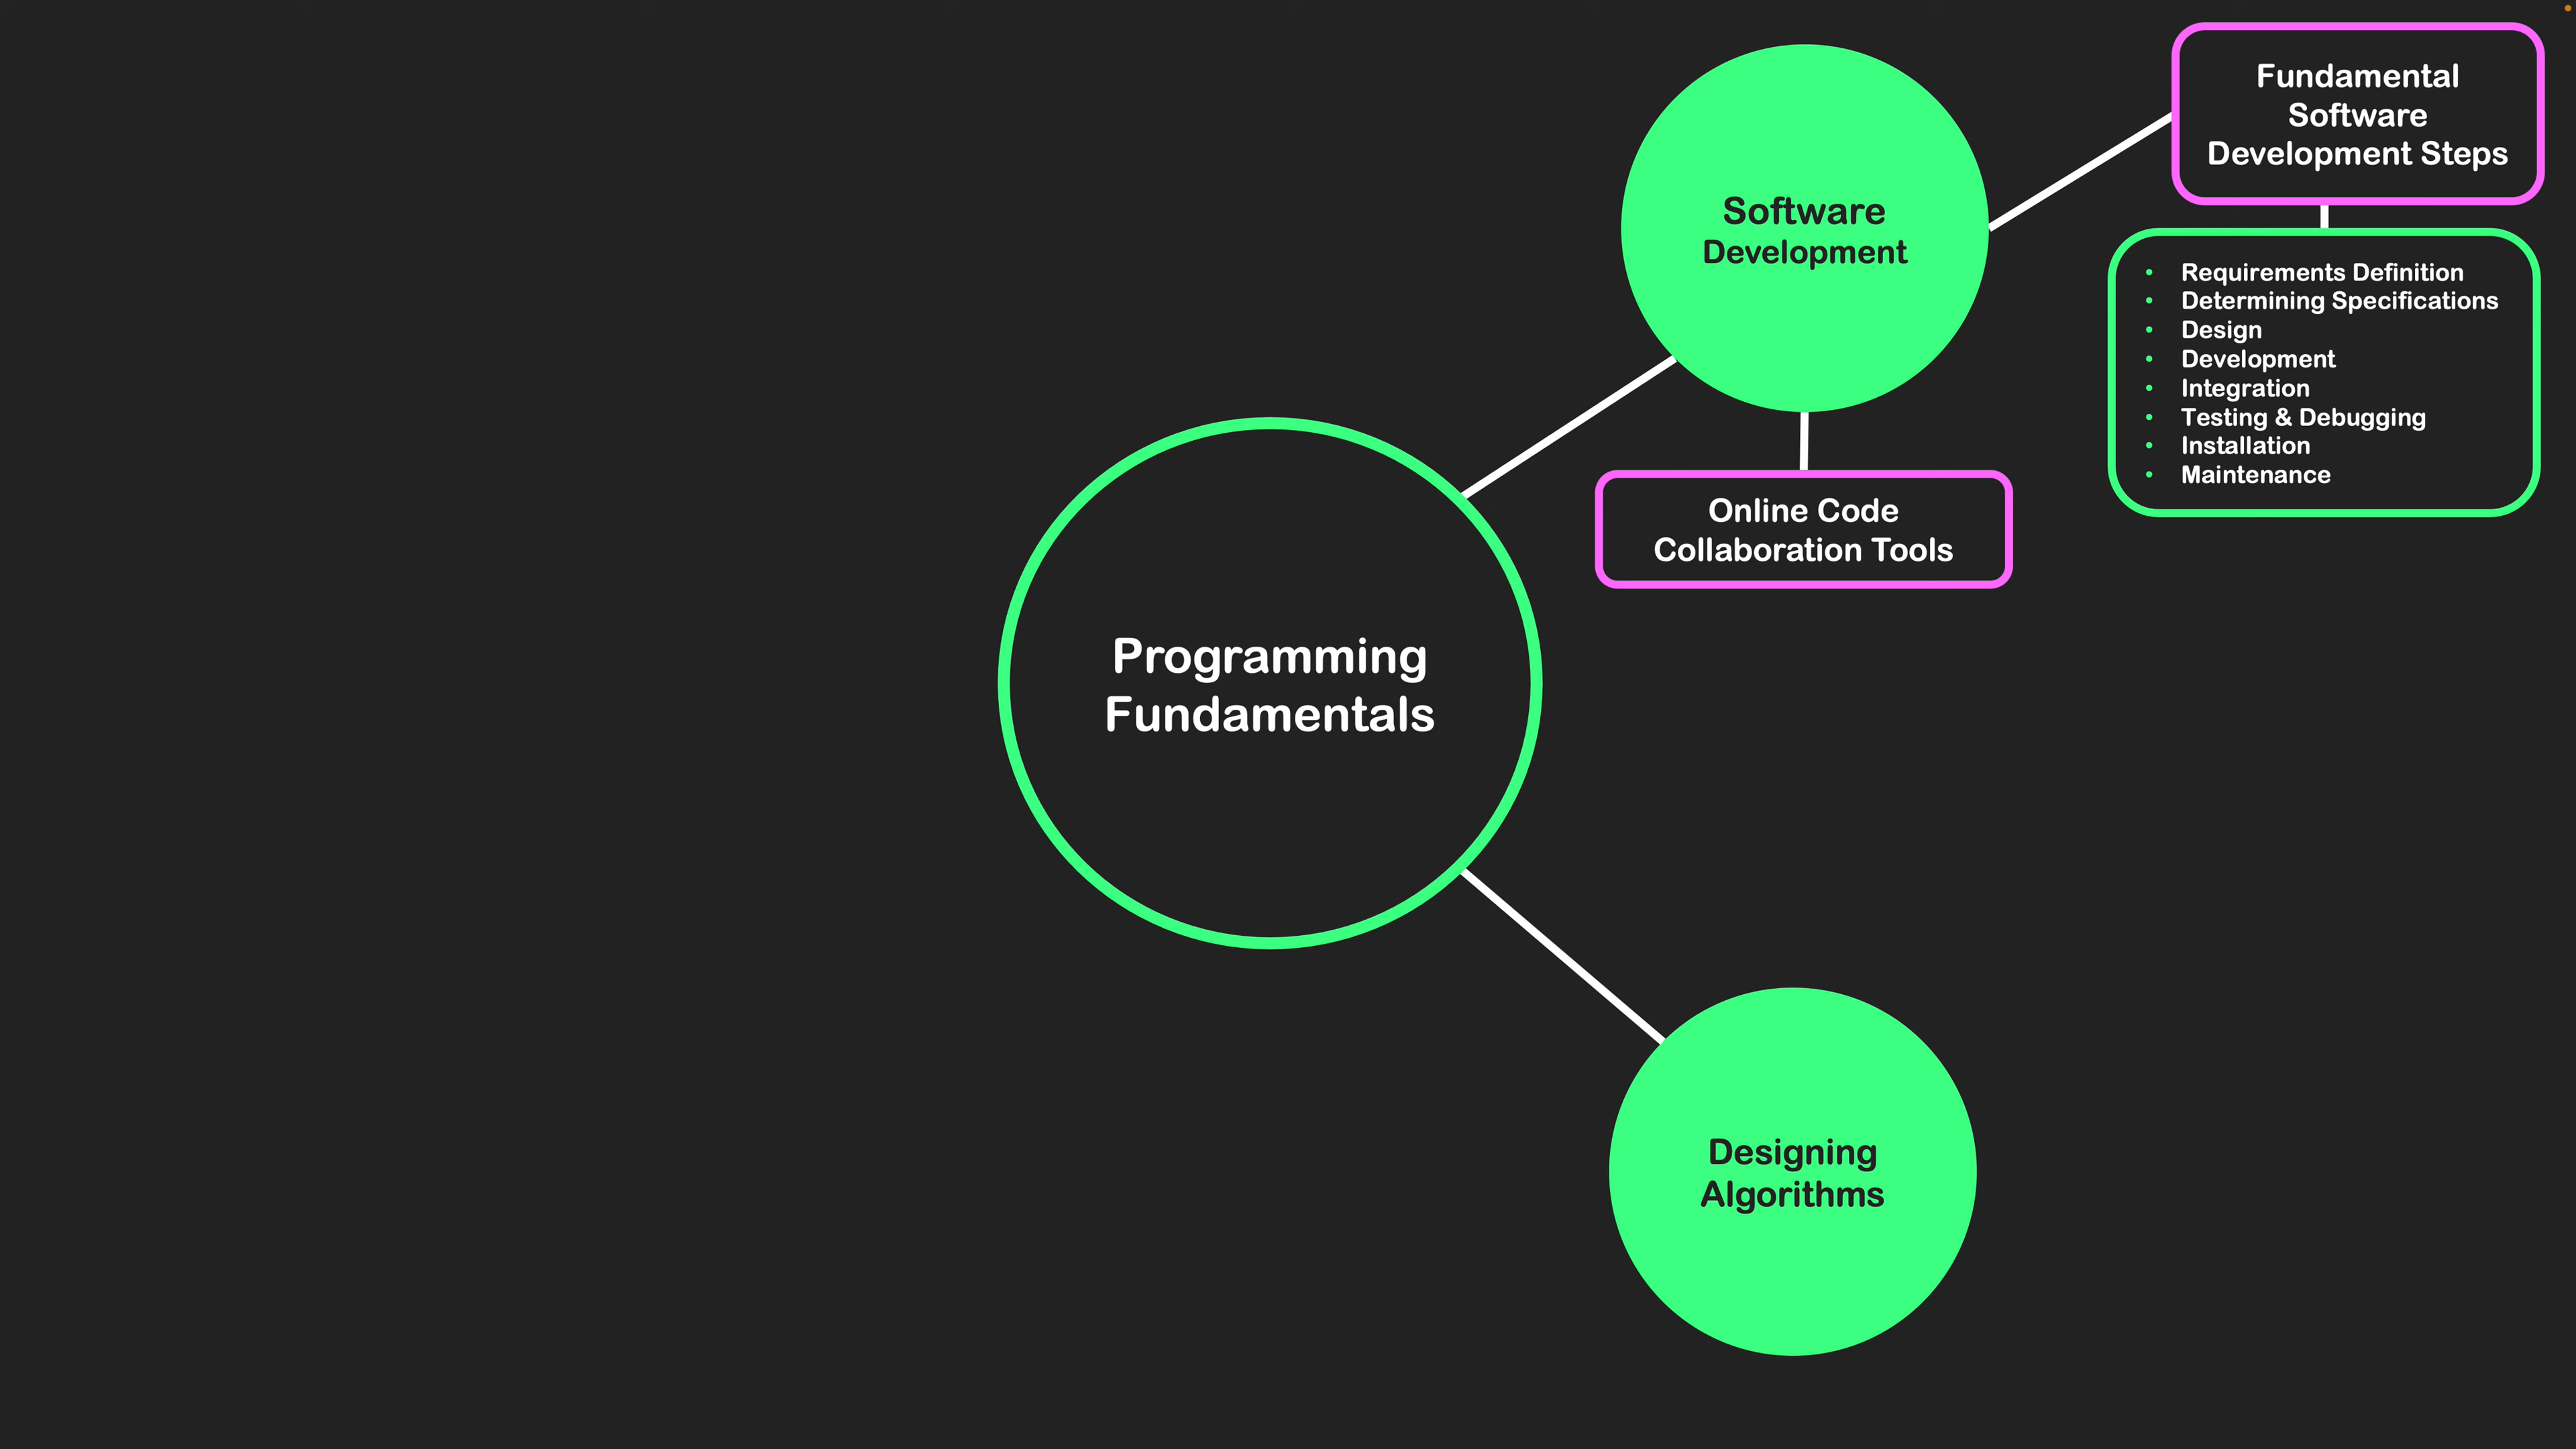 Fundamental
Software
Development Steps
Software
Development
• Requirements Definition
• Determining Specifications
• Design
• Development
• Integration
• Testing & Debugging
• Installation
• Maintenance
Online Code
Collaboration Tools
Programming
Fundamentals
Designing
Algorithms